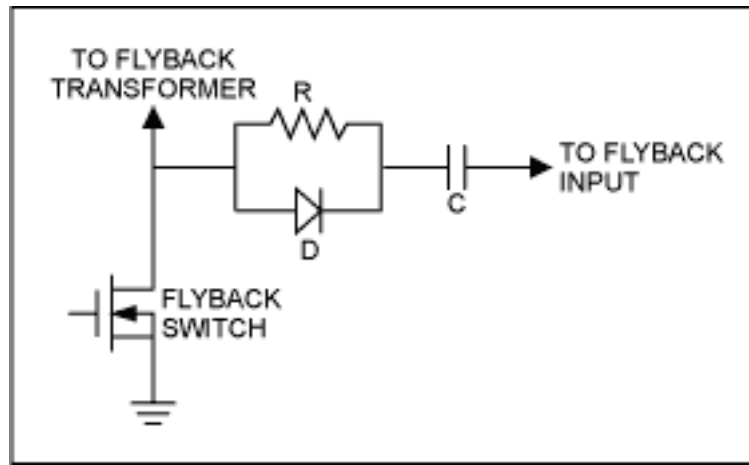 TO FLYBACK
TRANSFORMER
R
TO FLYBACK
INPUT
C
D
FLYBACK
SWITCH